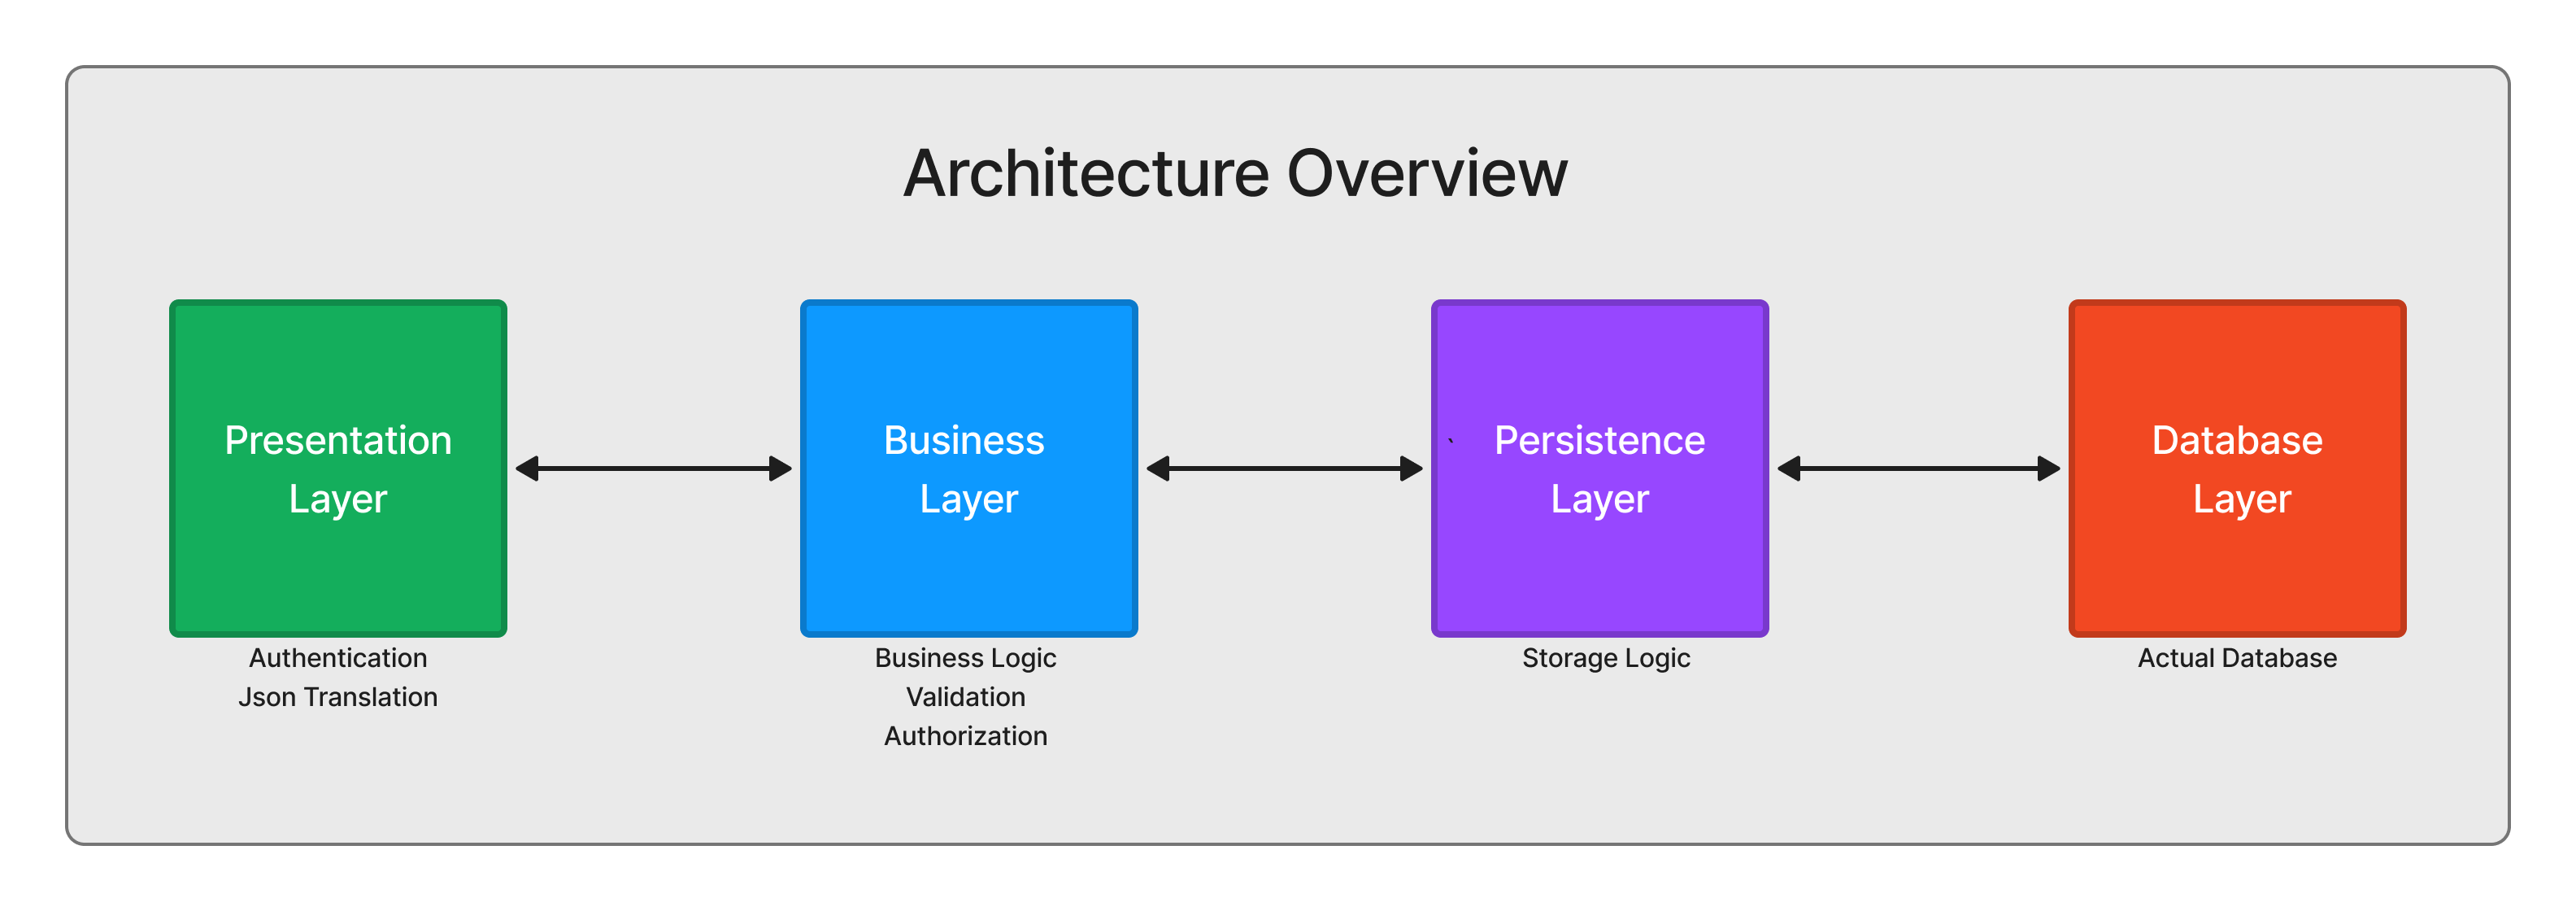 Architecture Overview
Presentation
Layer
Authentication
Json Translation
Business
Layer
Business Logic
Validation
Authorization
`
Persistence
Layer
Storage Logic
Database
Layer
Actual Database